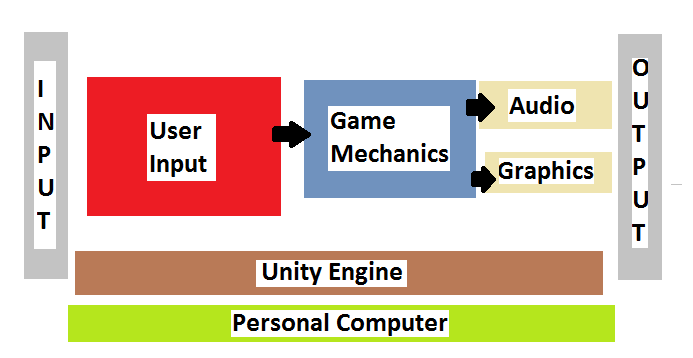 INPUT
User
Input
Game
Mechanics
Audio
Graphics
OUTPUT
Unity Engine
Personal Computer